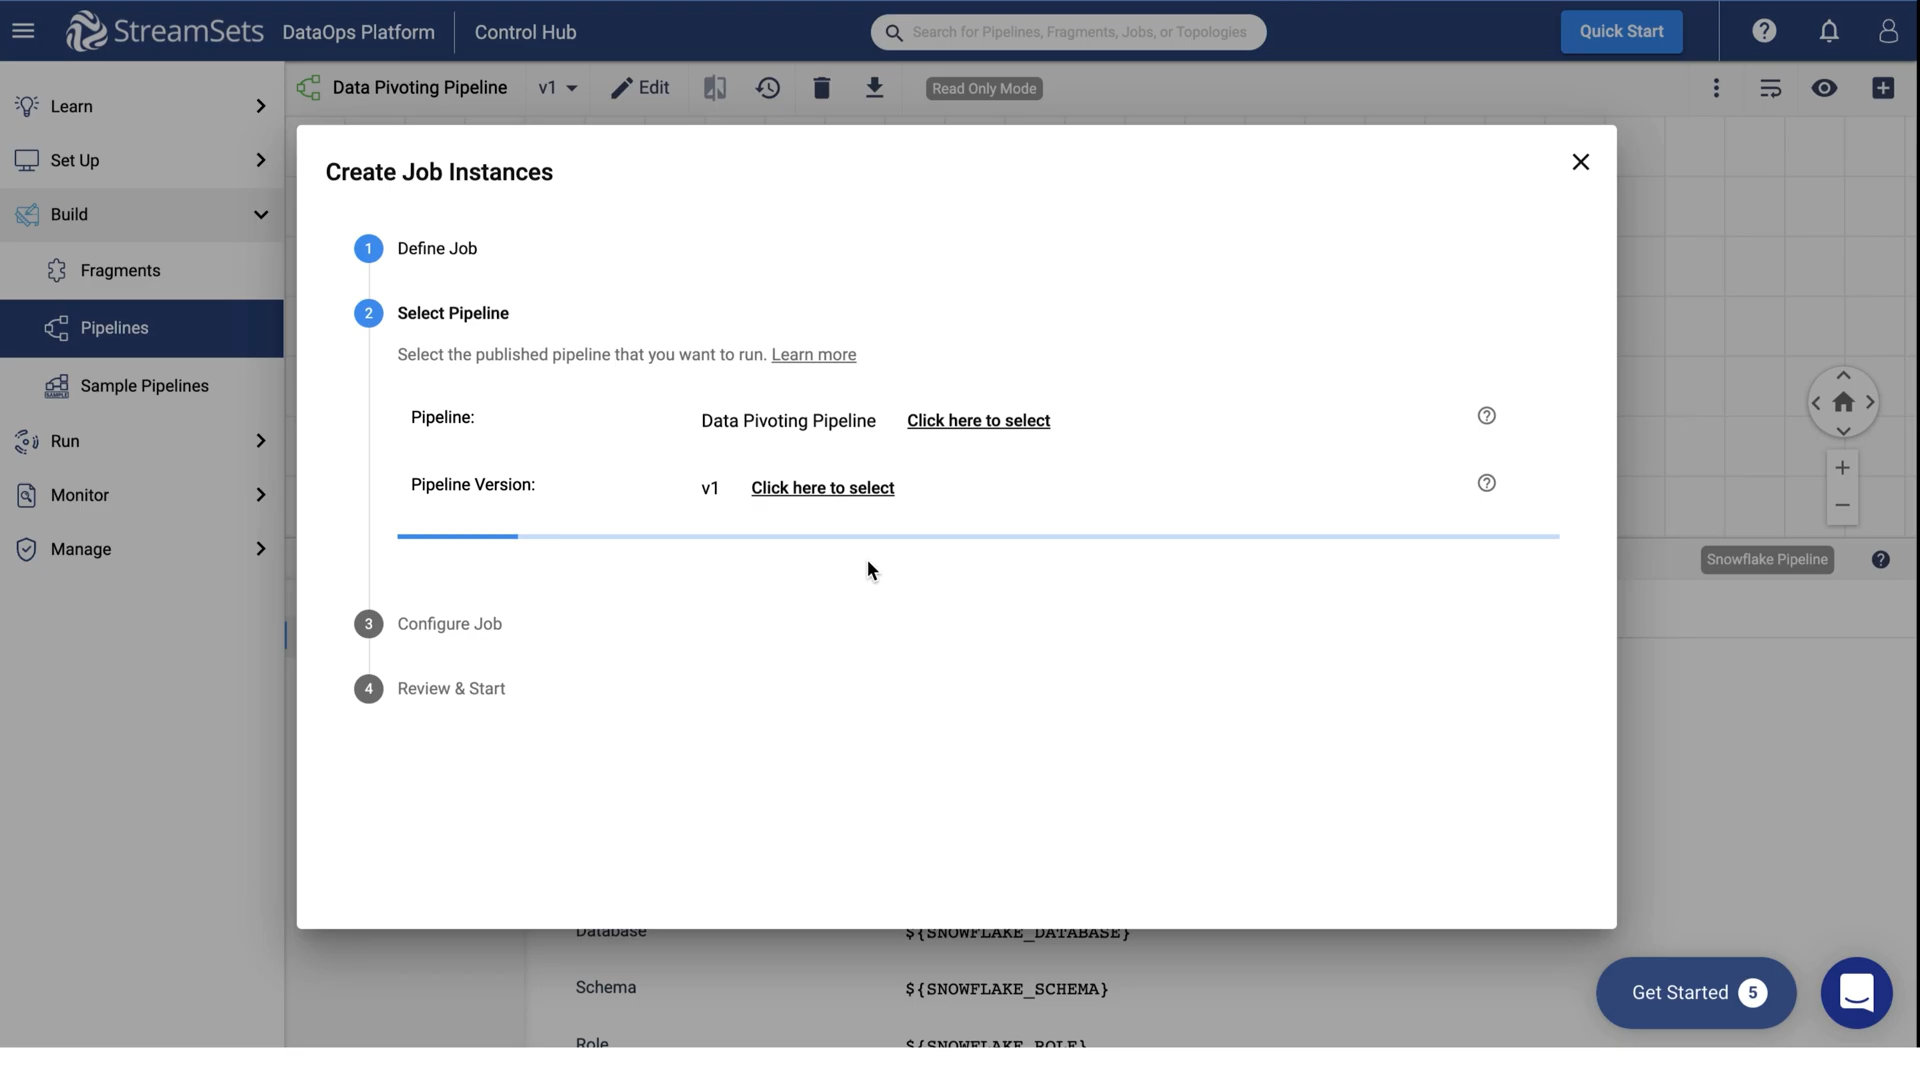 StreamSets DataOps Platform Control Hub Search for Pipelines, Fragments, Jobs, or Topologies Quick Start
Data Pivoting Pipeline v1 Edit Read Only Mode
Learn
Set Up
Build
Fragments
Pipelines
Sample Pipelines
SAMPLE
Run
Monitor
Manage
Create Job Instances
1 Define Job
2 Select Pipeline
Select the published pipeline that you want to run. Learn more
Pipeline: Data Pivoting Pipeline Click here to select
Pipeline Version: v1 Click here to select
3 Configure Job
4 Review & Start
Snowflake Pipeline
Database ${SNOWFLAKE_DATABASE}
Schema ${SNOWFLAKE_SCHEMA}
Role ${SNOWFLAKE_ROLE}
Get Started 5